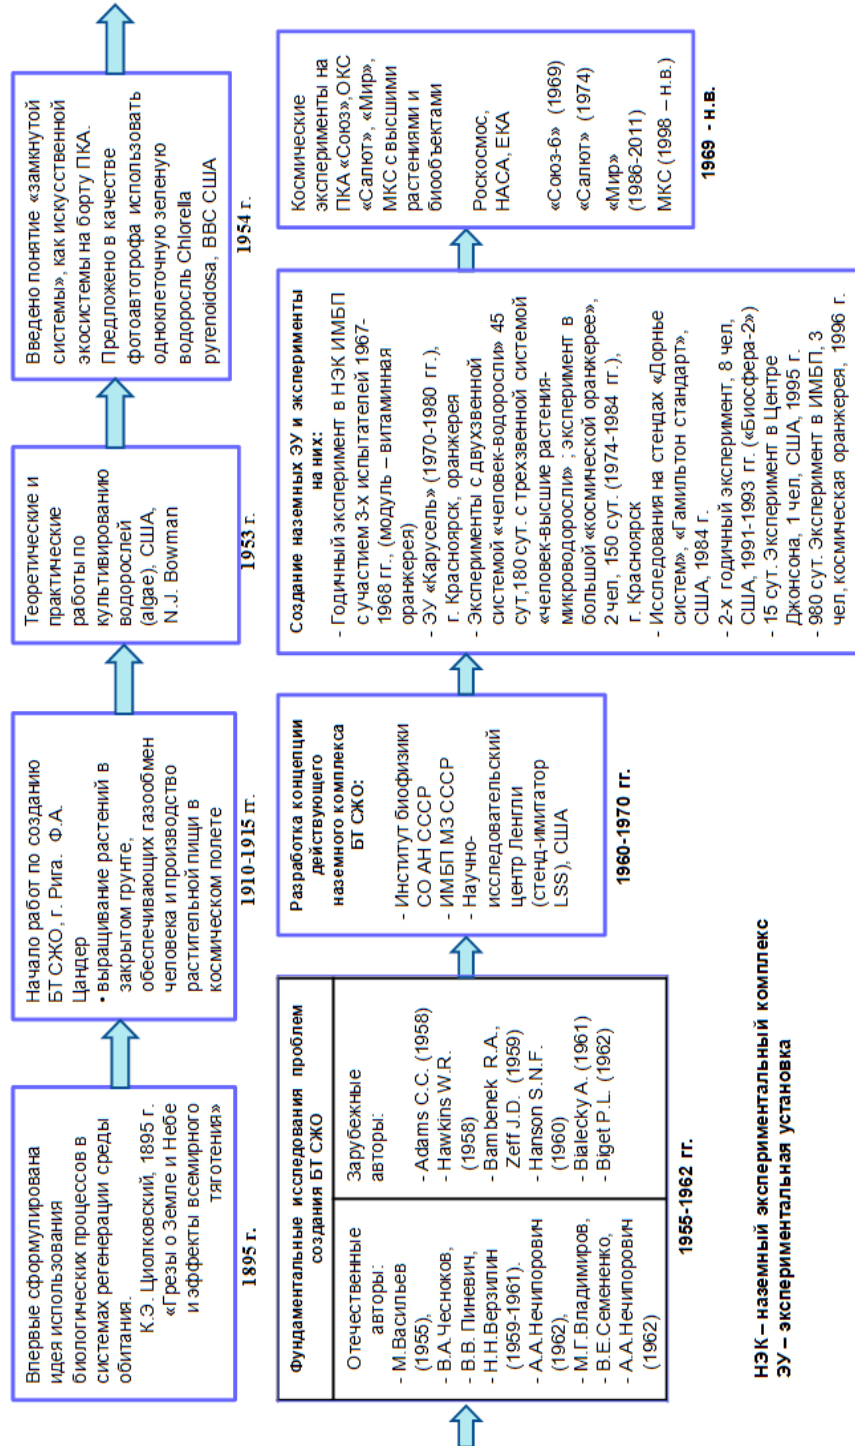 Впервые сформулирована
идея использования
биологических процессов в
системах регенерации среды
обитания.
К.Э. Циолковский, 1895 г.
«Грезы о Земле и Небе
и эффекты всемирного
тяготения»
1895 г.
Начало работ по созданию
БТ СЖО, г. Рига. Ф.А.
Цандер
• выращивание растений в
закрытом грунте,
обеспечивающих газообмен
человека и производство
растительной пищи в
космическом полете
1910-1915 гг.
Теоретические и
практические
работы по
культивированию
водорослей
(algae), США,
N.J. Bowman
1953 г.
Введено понятие «замкнутой
системы», как искусственной
экосистемы на борту ПКА.
Предложено в качестве
фотоавтотрофа использовать
одноклеточную зеленую
водоросль Chlorella
pyrenoidosa, ВВС США
1954 г.
Фундаментальные исследования проблем
создания БТ СЖО
Отечественные
авторы:
- М.Васильев
(1955),
- В.А.Чесноков,
- В.В. Пиневич,
- Н.Н.Верзипин
(1959-1961).
- А.А.Нечипорович
(1962),
- М.Г.Владимиров,
- В.Е.Семененко,
- А.А.Нечипорович
(1962)
Зарубежные
авторы:
- Adams C.C. (1958)
- Hawkins W.R.
(1958)
- Bambenek R.A.,
Zeff J.D. (1959)
- Hanson S.N.F.
(1960)
- Bialecky A. (1961)
- Biget P.L. (1962)
1955-1962 гг.
Разработка концепции
действующего
наземного комплекса
БТ СЖО:
- Институт биофизики
СО АН СССР
- ИМБП МЗ СССР
- Научно-
исследовательский
центр Ленгли
(стенд-имитатор
LSS), США
1960-1970 гг.
Создание наземных ЭУ и эксперименты
на них:
- Годичный эксперимент в НЭК ИМБП
с участием 3-х испытателей 1967-
1968 гг., (модуль – витаминная
оранжерея)
- ЭУ «Карусель» (1970-1980 гг.),
г. Красноярск, оранжерея
- Эксперименты с двухзвенной
системой «человек-водоросли» 45
сут,180 сут. с трехзвенной системой
«человек-высшие растения-
микроводоросли» ; эксперимент в
большой «космической оранжерее»,
2чел, 150 сут. (1974-1984 гг.),
г. Красноярск
- Исследования на стендах «Дорнье
систем», «Гамильтон стандарт»,
США, 1984 г.
- 2-х годичный эксперимент, 8 чел,
США, 1991-1993 гг. («Биосфера-2»)
- 15 сут. Эксперимент в Центре
Джонсона, 1 чел, США, 1995 г.
- 980 сут. Эксперимент в ИМБП, 3
чел, космическая оранжерея, 1996 г.
Космические
эксперименты на
ПКА «Союз», ОКС
«Салют», «Мир»,
МКС с высшими
растениями и
биообъектами
Роскосмос,
НАСА, ЕКА
«Союз-6» (1969)
«Салют» (1974)
«Мир»
(1986-2011)
МКС (1998 – н.в.)
1969 - н.в.
НЭК – наземный экспериментальный комплекс
ЭУ – экспериментальная установка